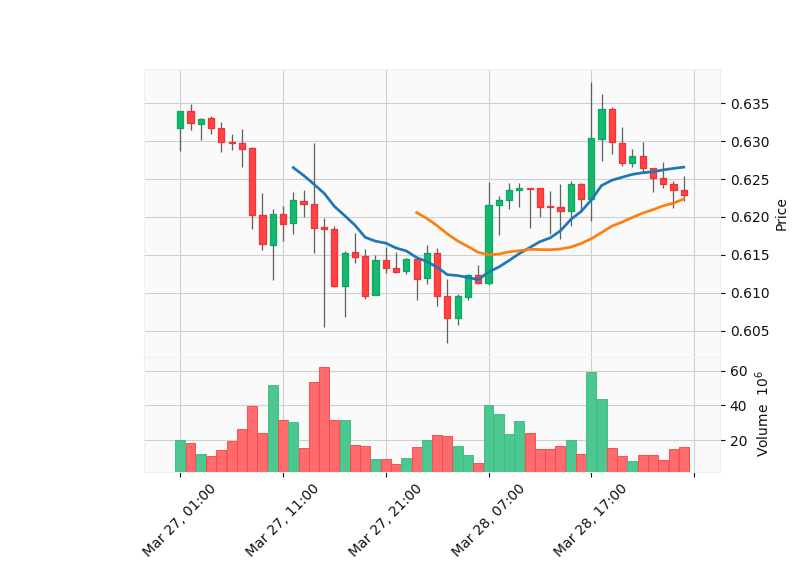 0.635
0.630
0.625
0.620
0.615
0.610
0.605
Price
60
40
20
Volume 10^6
Mar 27, 01:00
Mar 27, 11:00
Mar 27, 21:00
Mar 28, 07:00
Mar 28, 17:00